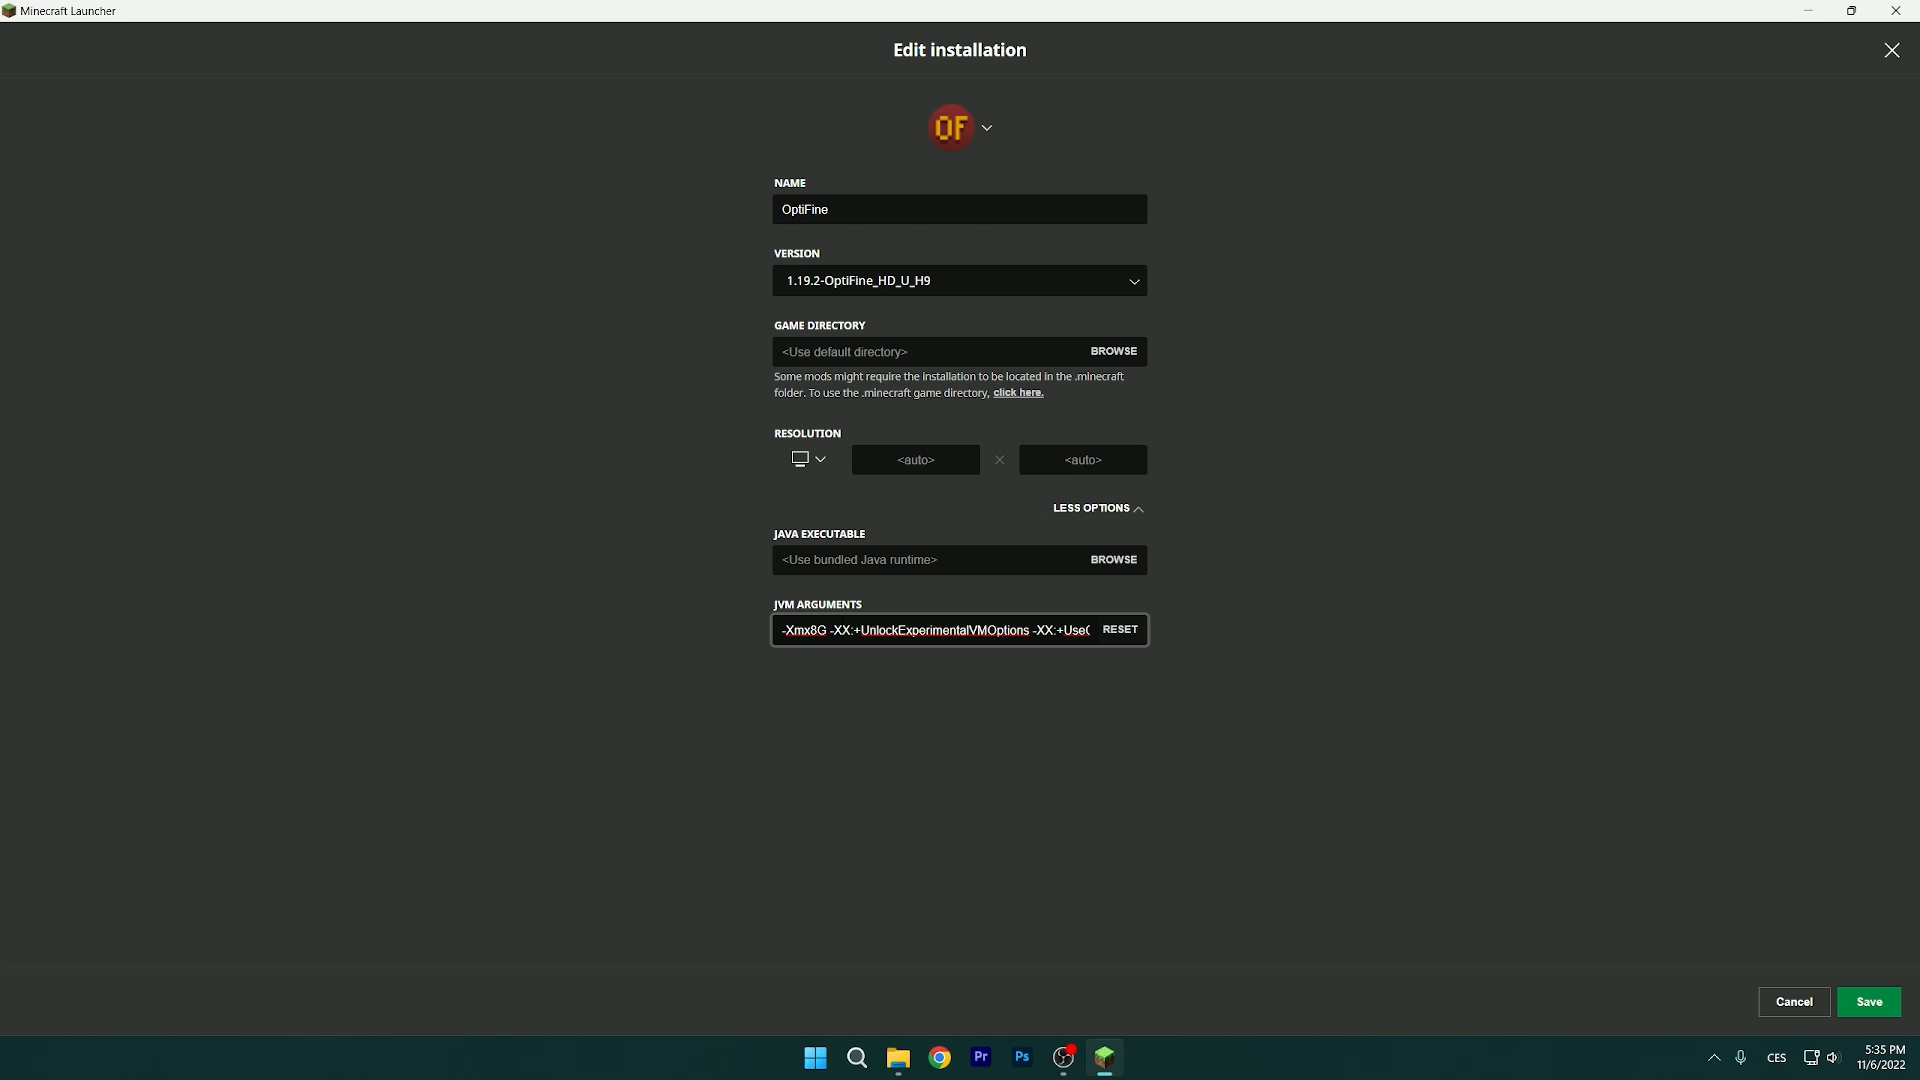 Minecraft Launcher
Edit installation
OF
NAME
OptiFine
VERSION
1.19.2-OptiFine_HD_U_H9
GAME DIRECTORY
<Use default directory> BROWSE
Some mods might require the installation to be located in the .minecraft
folder. To use the .minecraft game directory, click here.
RESOLUTION
<auto> × <auto>
LESS OPTIONS
JAVA EXECUTABLE
<Use bundled Java runtime> BROWSE
JVM ARGUMENTS
-Xmx8G -XX:+UnlockExperimentalVMOptions -XX:+Use RESET
Cancel Save
Pr Ps CES 5:35 PM
11/6/2022